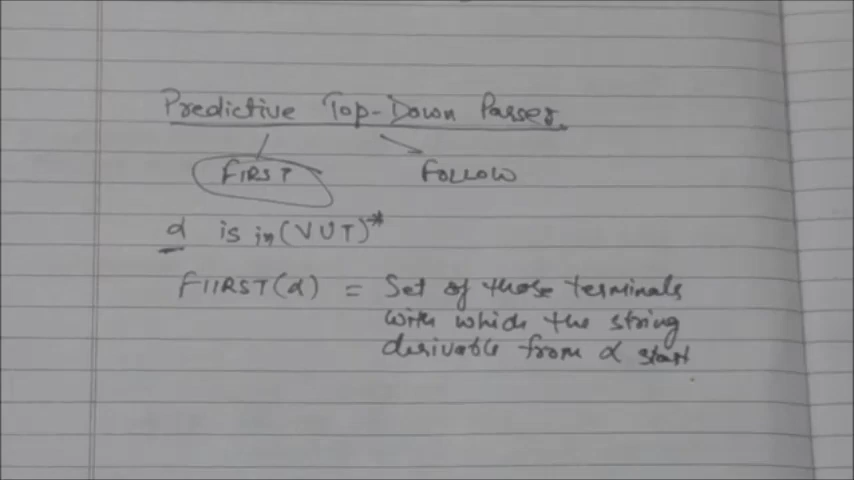 Predictive Top-Down Parser.
FIRST FOLLOW
α is in (VUT)*
FIIRST(α) = Set of those terminals
with which the string
derivable from α start